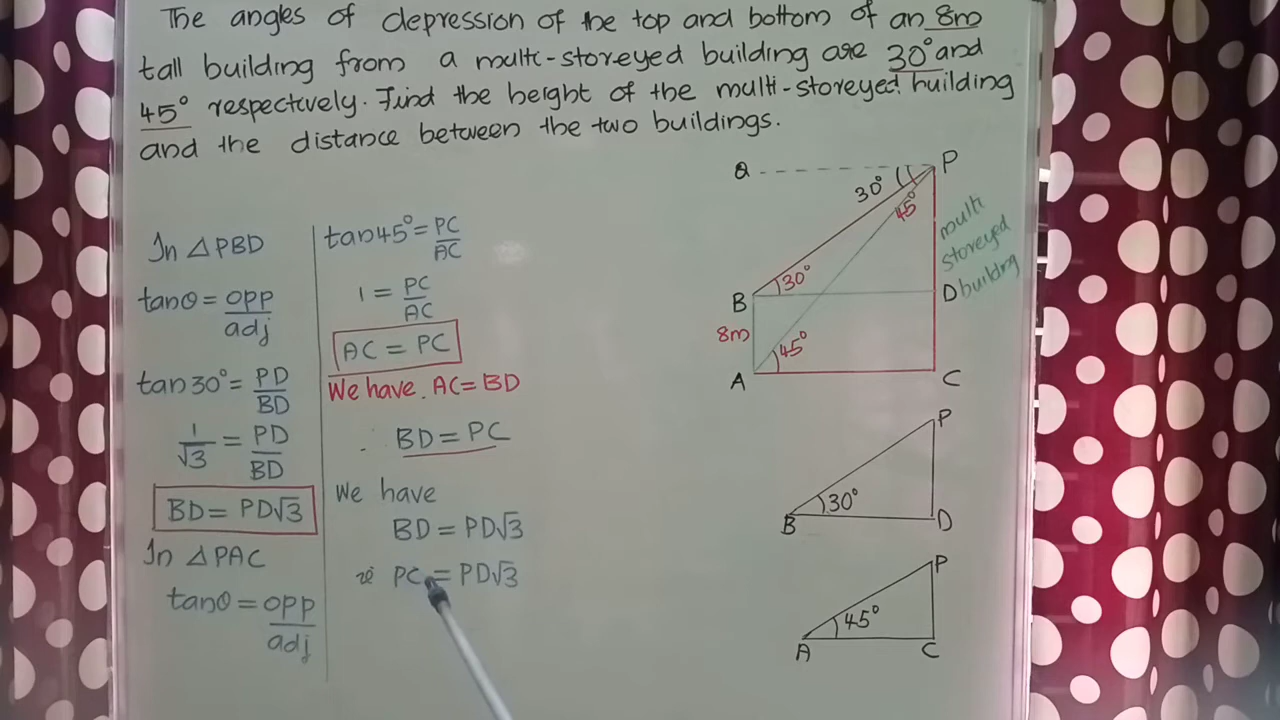 The angles of depression of the top and bottom of an 8m
tall building from a multi-storeyed building are 30° and
45° respectively. Find the height of the multi-storeyed building
and the distance between the two buildings.
In △PBD
tanθ = opp/adj
tan30° = PD/BD
1/√3 = PD/BD
BD = PD√3
In △PAC
tanθ = opp/adj
tan45° = PC/AC
1 = PC/AC
AC = PC
We have. AC = BD
∴ BD = PC
We have
BD = PD√3
ie PC = PD√3
Q
P
30°
45°
multi
storeyed
building
B
30°
D
8m
45°
A
C
P
30°
B
D
P
45°
A
C